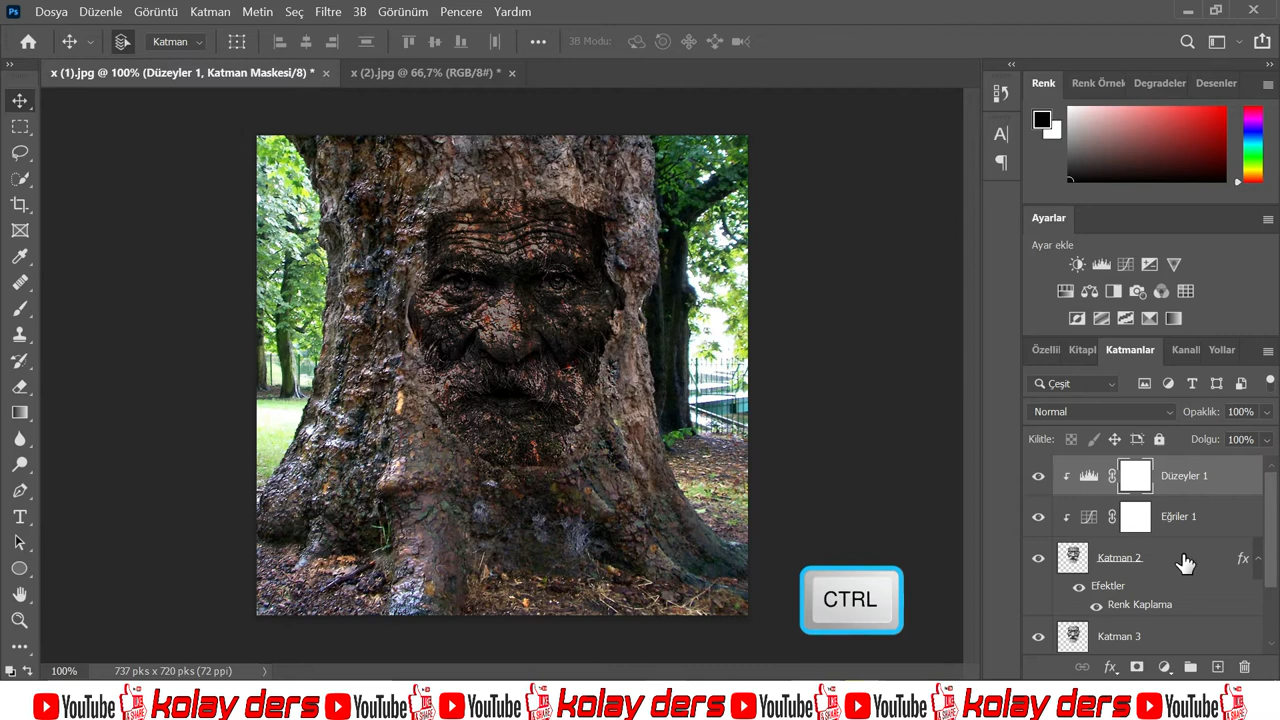 Ps Dosya Düzenle Görüntü Katman Metin Seç Filtre 3B Görünüm Pencere Yardım
Katman 3B Modu:
x (1).jpg @ 100% (Düzeyler 1, Katman Maskesi/8) * x (2).jpg @ 66,7% (RGB/8#) *
Renk Renk Örnek Degradeler Desenler
Ayarlar
Ayar ekle
Özelli Kitapl Katmanlar Kanall Yollar
Çeşit
Normal Opaklık: 100%
Kilitle: Dolgu: 100%
Düzeyler 1
Eğriler 1
Katman 2 fx
Efektler
Renk Kaplama
Katman 3
CTRL
100% 737 pks x 720 pks (72 ppi)
YouTube kolay ders YouTube YouTube kolay ders YouTube YouTube kolay ders YouTube